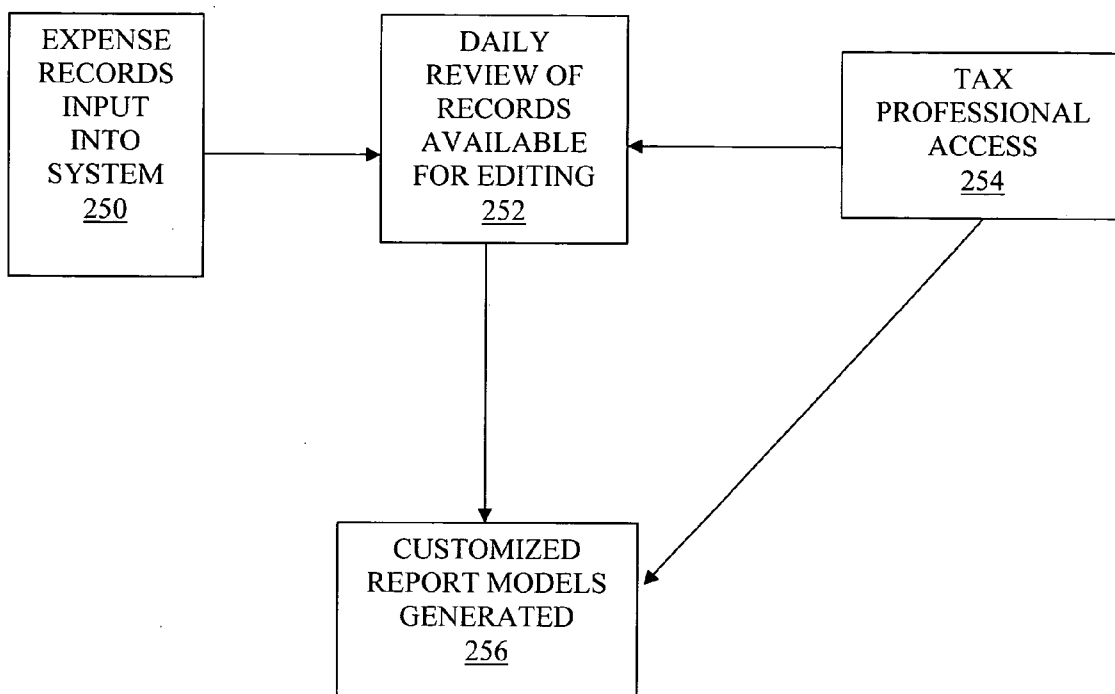 EXPENSE
RECORDS
INPUT
INTO
SYSTEM
250
DAILY
REVIEW OF
RECORDS
AVAILABLE
FOR EDITING
252
TAX
PROFESSIONAL
ACCESS
254
CUSTOMIZED
REPORT MODELS
GENERATED
256